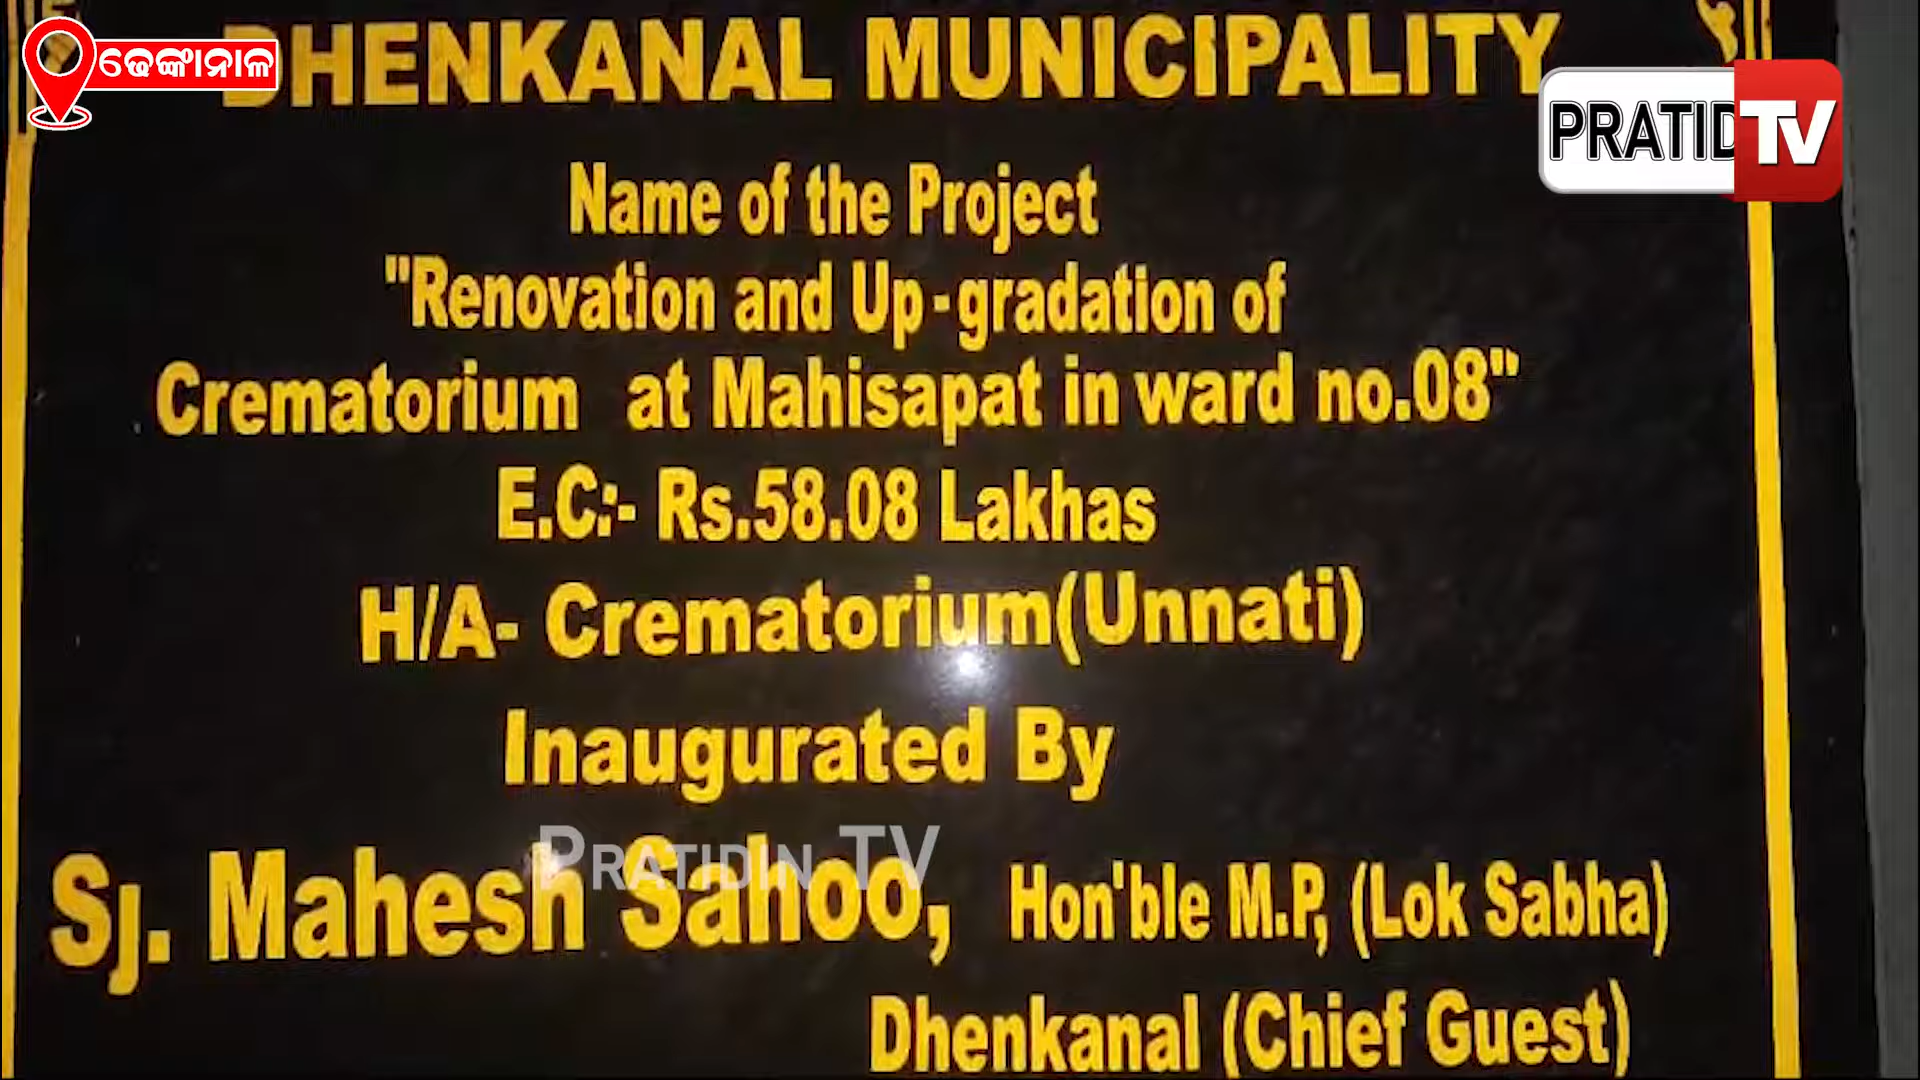 ଢେଙ୍କାନାଳ
DHENKANAL MUNICIPALITY
PRATID TV
Name of the Project
"Renovation and Up-gradation of
Crematorium at Mahisapat in ward no.08"
E.C:- Rs.58.08 Lakhas
H/A- Crematorium(Unnati)
Inaugurated By
PRATIDIN TV
Sj. Mahesh Sahoo, Hon'ble M.P, (Lok Sabha)
Dhenkanal (Chief Guest)